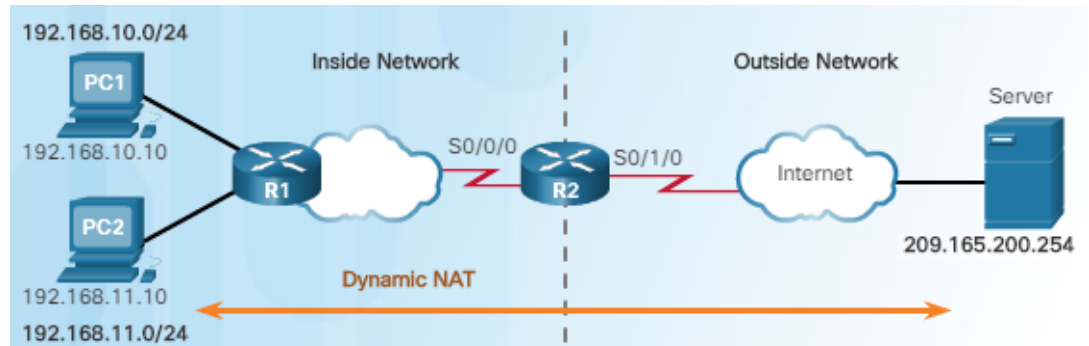 192.168.10.0/24
Inside Network
Outside Network
PC1
Server
192.168.10.10
S0/0/0
S0/1/0
R1
R2
Internet
PC2
209.165.200.254
Dynamic NAT
192.168.11.10
192.168.11.0/24